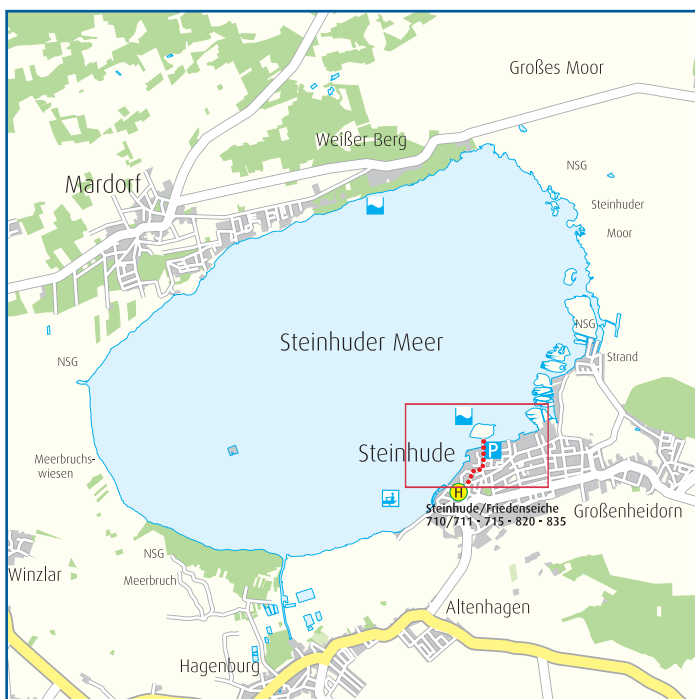 Großes Moor
Weißer Berg
NSG
Mardorf
Steinhuder
Moor
NSG
Steinhuder Meer
Strand
NSG
Steinhude
P
Meerbruchs-
wiesen
H
Steinhude/Friedenseiche
710/711 - 715 - 820 - 835
Großenheidorn
NSG
Meerbruch
Winzlar
Altenhagen
Hagenburg